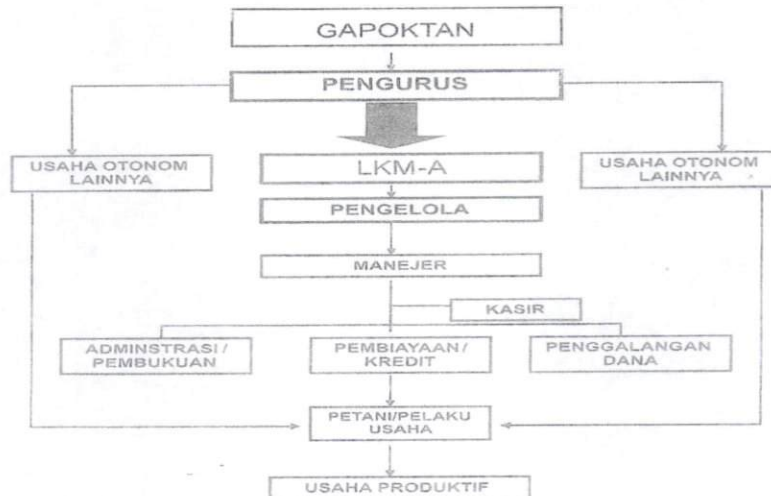 GAPOKTAN
PENGURUS
USAHA OTONOM
LAINNYA
LKM-A
USAHA OTONOM
LAINNYA
PENGELOLA
MANEJER
KASIR
ADMINSTRASI /
PEMBUKUAN
PEMBIAYAAN/
KREDIT
PENGGALANGAN
DANA
PETANI/PELAKU
USAHA
USAHA PRODUKTIF